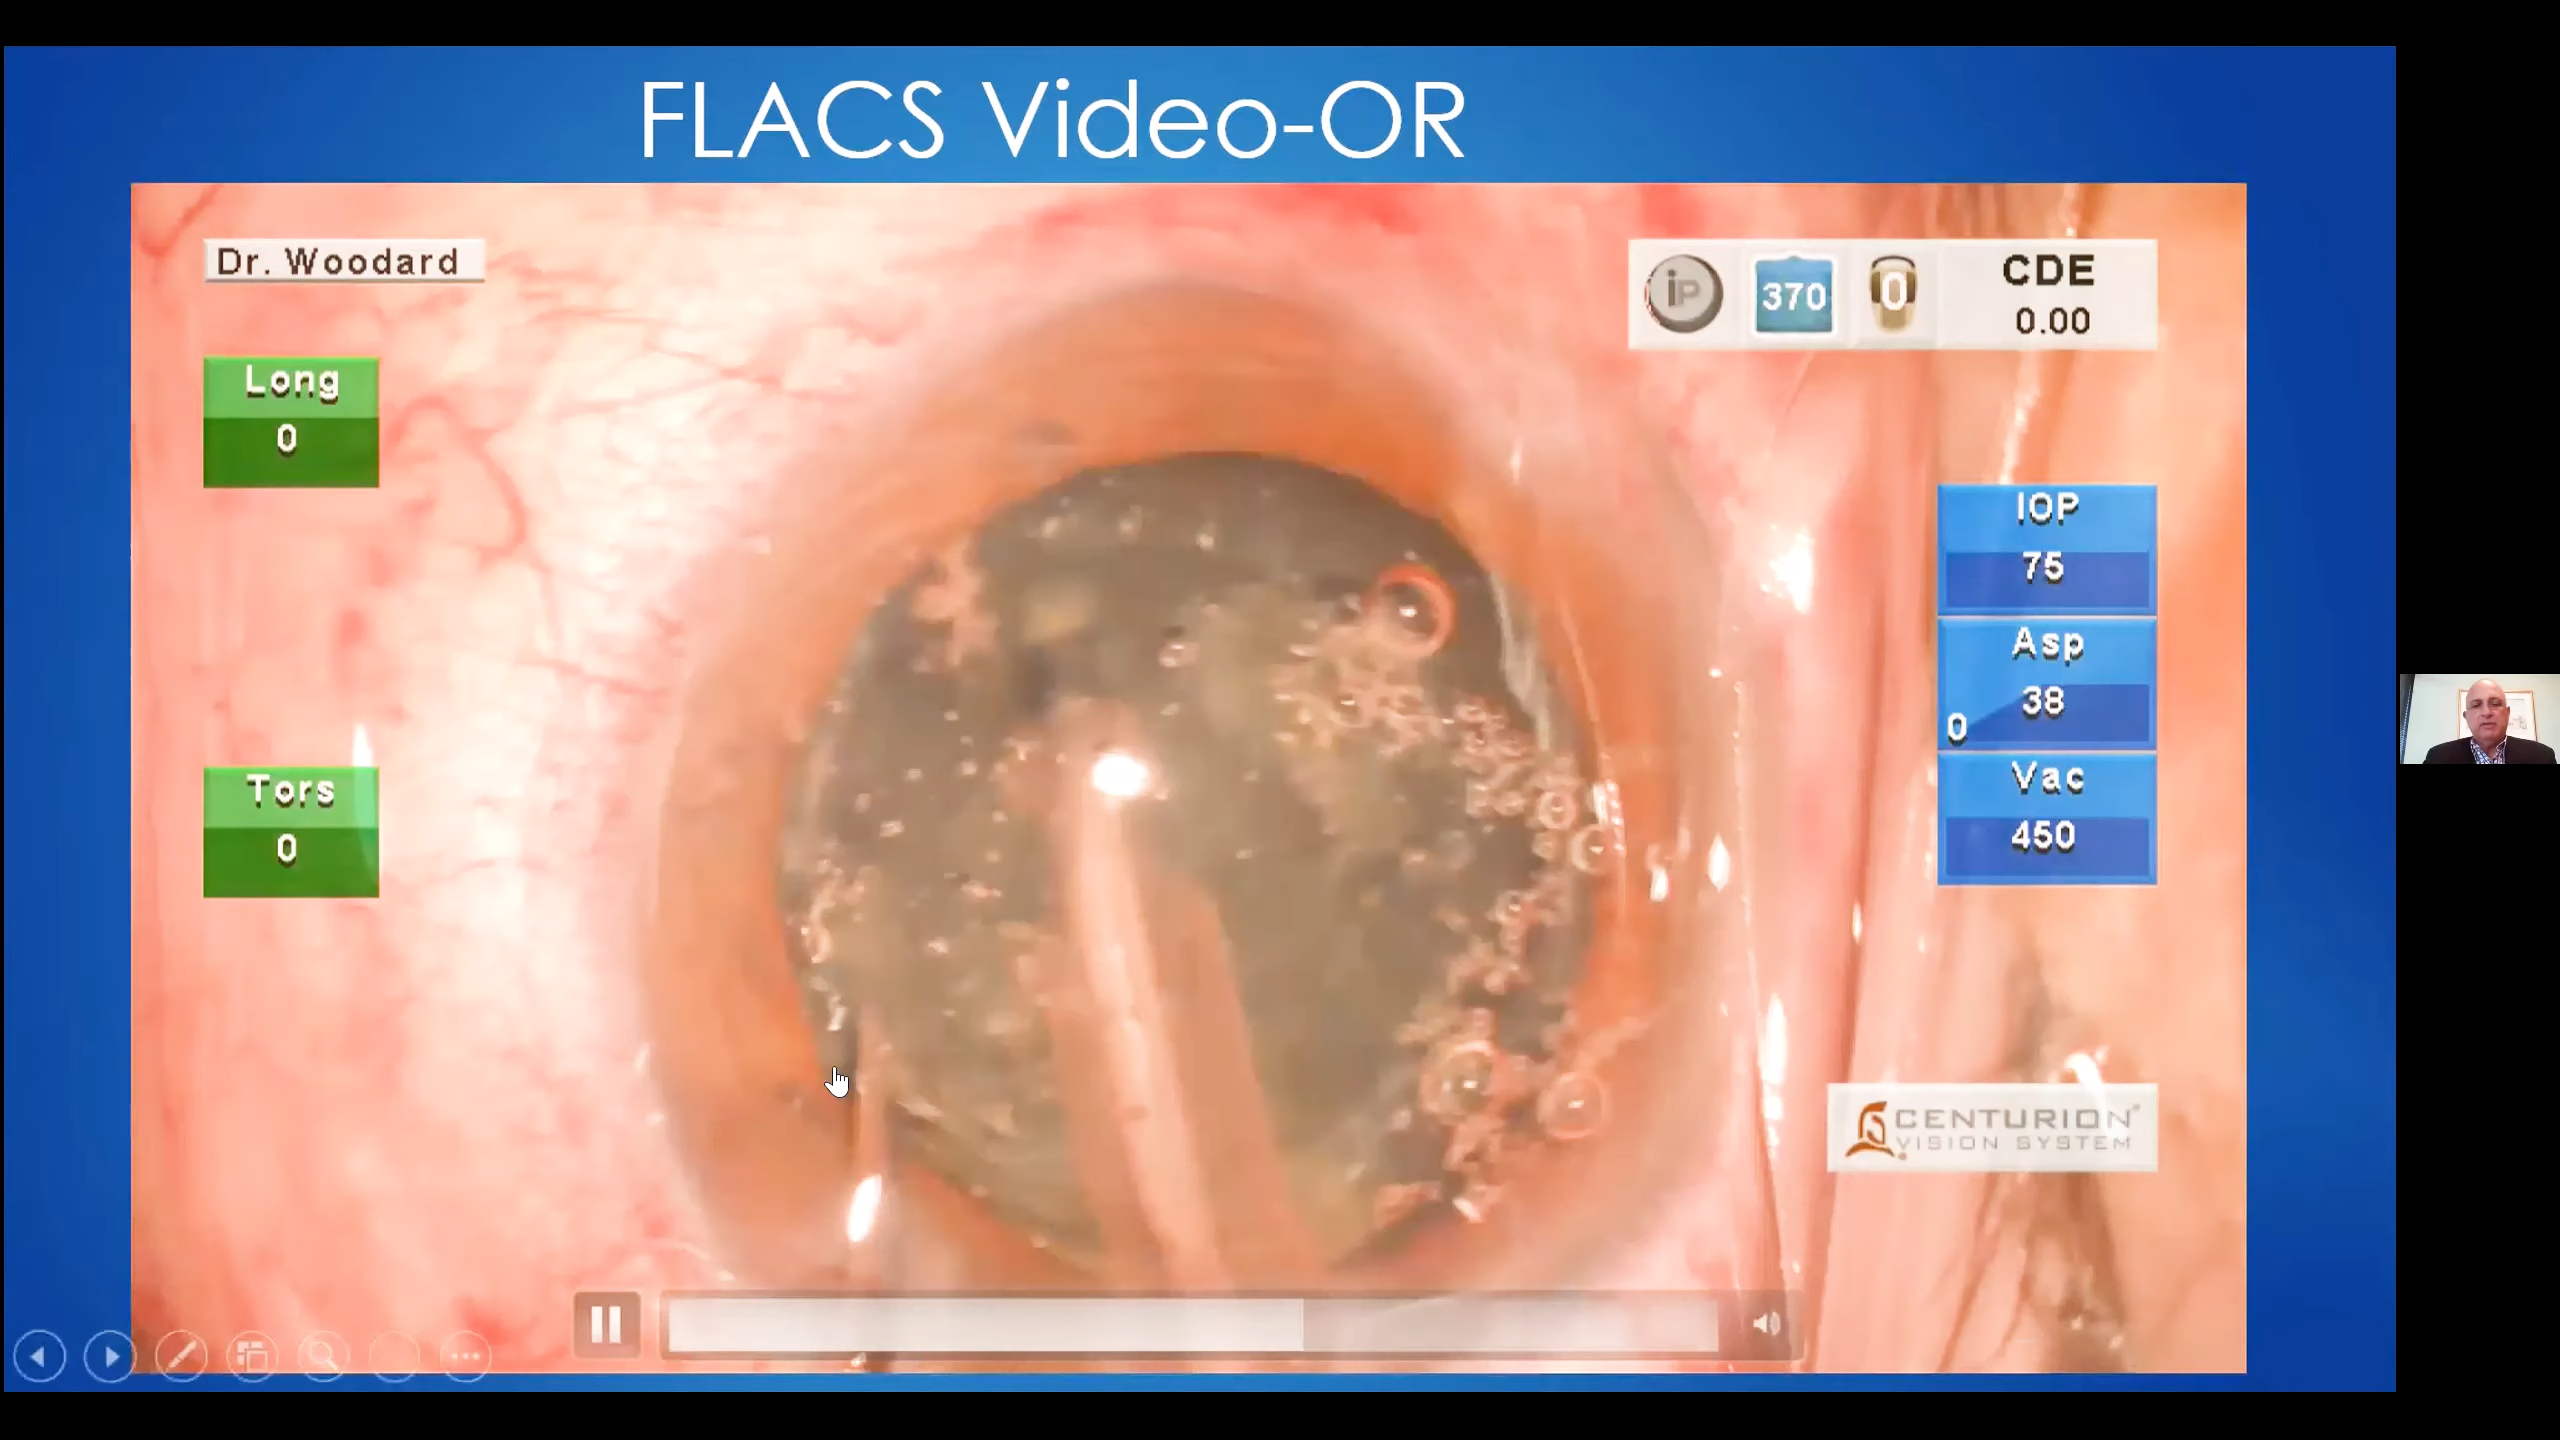 FLACS Video-OR
Dr. Woodard
iP
370
0
CDE
0.00
Long
0
IOP
75
Asp
38
0
Tors
0
Vac
450
CENTURION
VISION SYSTEM